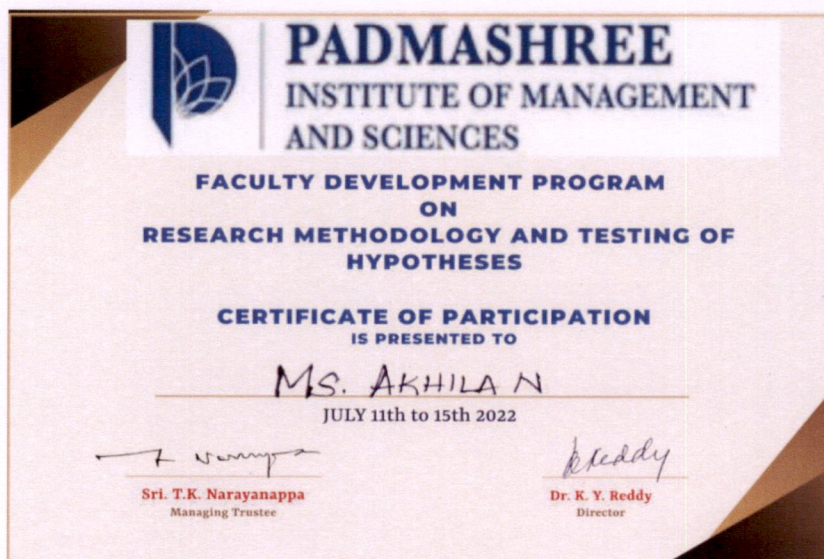 PADMASHREE
INSTITUTE OF MANAGEMENT
AND SCIENCES
FACULTY DEVELOPMENT PROGRAM
ON
RESEARCH METHODOLOGY AND TESTING OF
HYPOTHESES
CERTIFICATE OF PARTICIPATION
IS PRESENTED TO
MS. AKHILA N
JULY 11th to 15th 2022
Sri. T.K. Narayanappa
Managing Trustee
Dr. K. Y. Reddy
Director